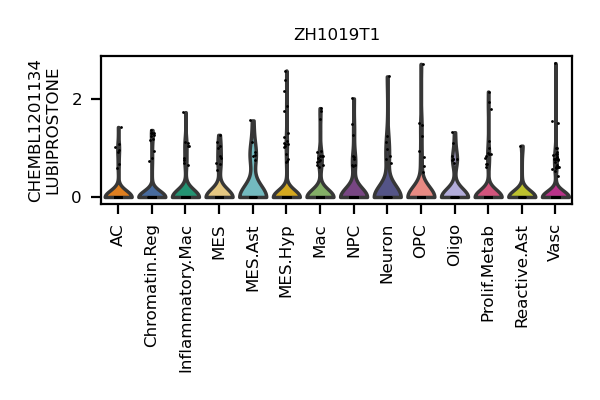 ZH1019T1
CHEMBL1201134
LUBIPROSTONE
2
0
AC
Chromatin.Reg
Inflammatory.Mac
MES
MES.Ast
MES.Hyp
Mac
NPC
Neuron
OPC
Oligo
Prolif.Metab
Reactive.Ast
Vasc